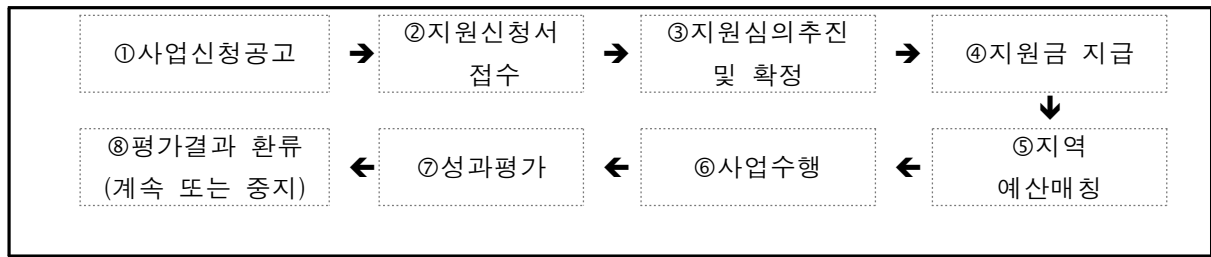 ①사업신청공고
➔
②지원신청서
접수
➔
③지원심의추진
및 확정
➔
④지원금 지급
⑤지역
예산매칭
⑥사업수행
⑦성과평가
⑧평가결과 환류
(계속 또는 중지)